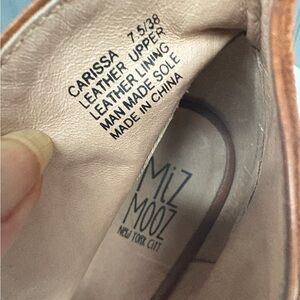 CARISSA 7.5/38
LEATHER UPPER
LEATHER LINING
MAN MADE SOLE
MADE IN CHINA
MiZ
MOOZ
NEW YORK CITY